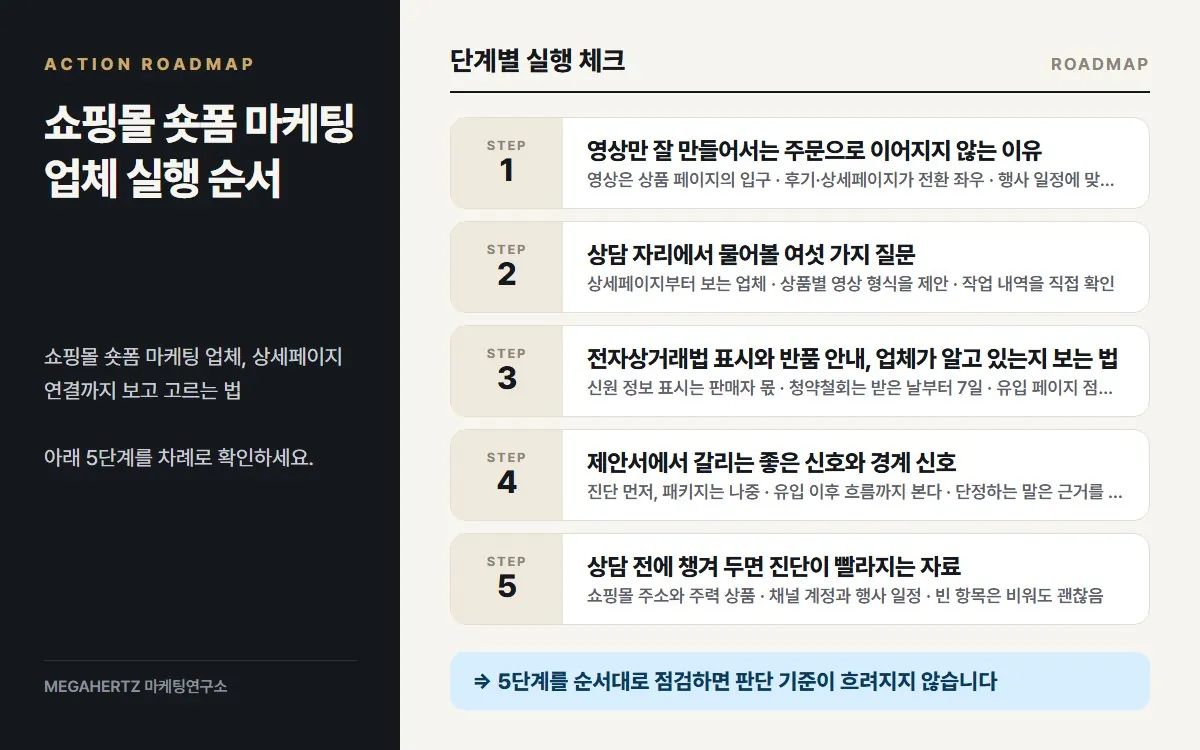 ACTION ROADMAP
쇼핑몰 숏폼 마케팅
업체 실행 순서
쇼핑몰 숏폼 마케팅 업체, 상세페이지
연결까지 보고 고르는 법
아래 5단계를 차례로 확인하세요.
MEGAHERTZ 마케팅연구소
단계별 실행 체크
ROADMAP
STEP
1
영상만 잘 만들어서는 주문으로 이어지지 않는 이유
영상은 상품 페이지의 입구 · 후기·상세페이지가 전환 좌우 · 행사 일정에 맞...
STEP
2
상담 자리에서 물어볼 여섯 가지 질문
상세페이지부터 보는 업체 · 상품별 영상 형식을 제안 · 작업 내역을 직접 확인
STEP
3
전자상거래법 표시와 반품 안내, 업체가 알고 있는지 보는 법
신원 정보 표시는 판매자 몫 · 청약철회는 받은 날부터 7일 · 유입 페이지 점...
STEP
4
제안서에서 갈리는 좋은 신호와 경계 신호
진단 먼저, 패키지는 나중 · 유입 이후 흐름까지 본다 · 단정하는 말은 근거를 ...
STEP
5
상담 전에 챙겨 두면 진단이 빨라지는 자료
쇼핑몰 주소와 주력 상품 · 채널 계정과 행사 일정 · 빈 항목은 비워도 괜찮음
→ 5단계를 순서대로 점검하면 판단 기준이 흐려지지 않습니다